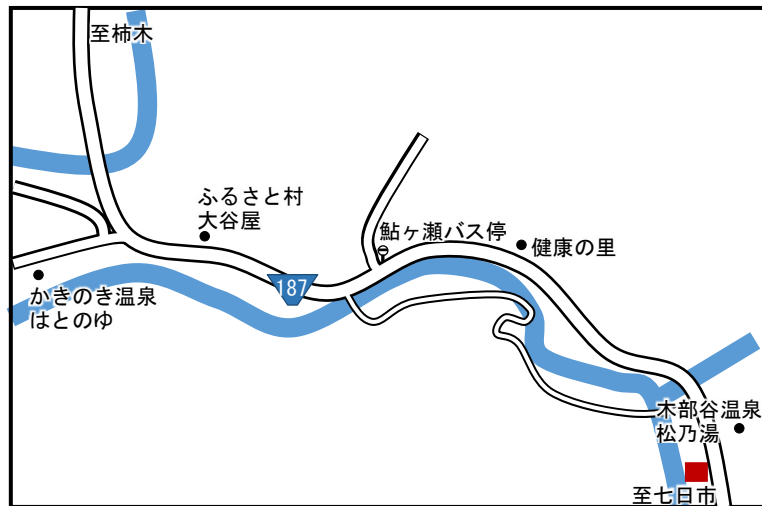 至柿木
ふるさと村
大谷屋
鮎ヶ瀬バス停
健康の里
187
かきのき温泉
はとのゆ
木部谷温泉
松乃湯
至七日市